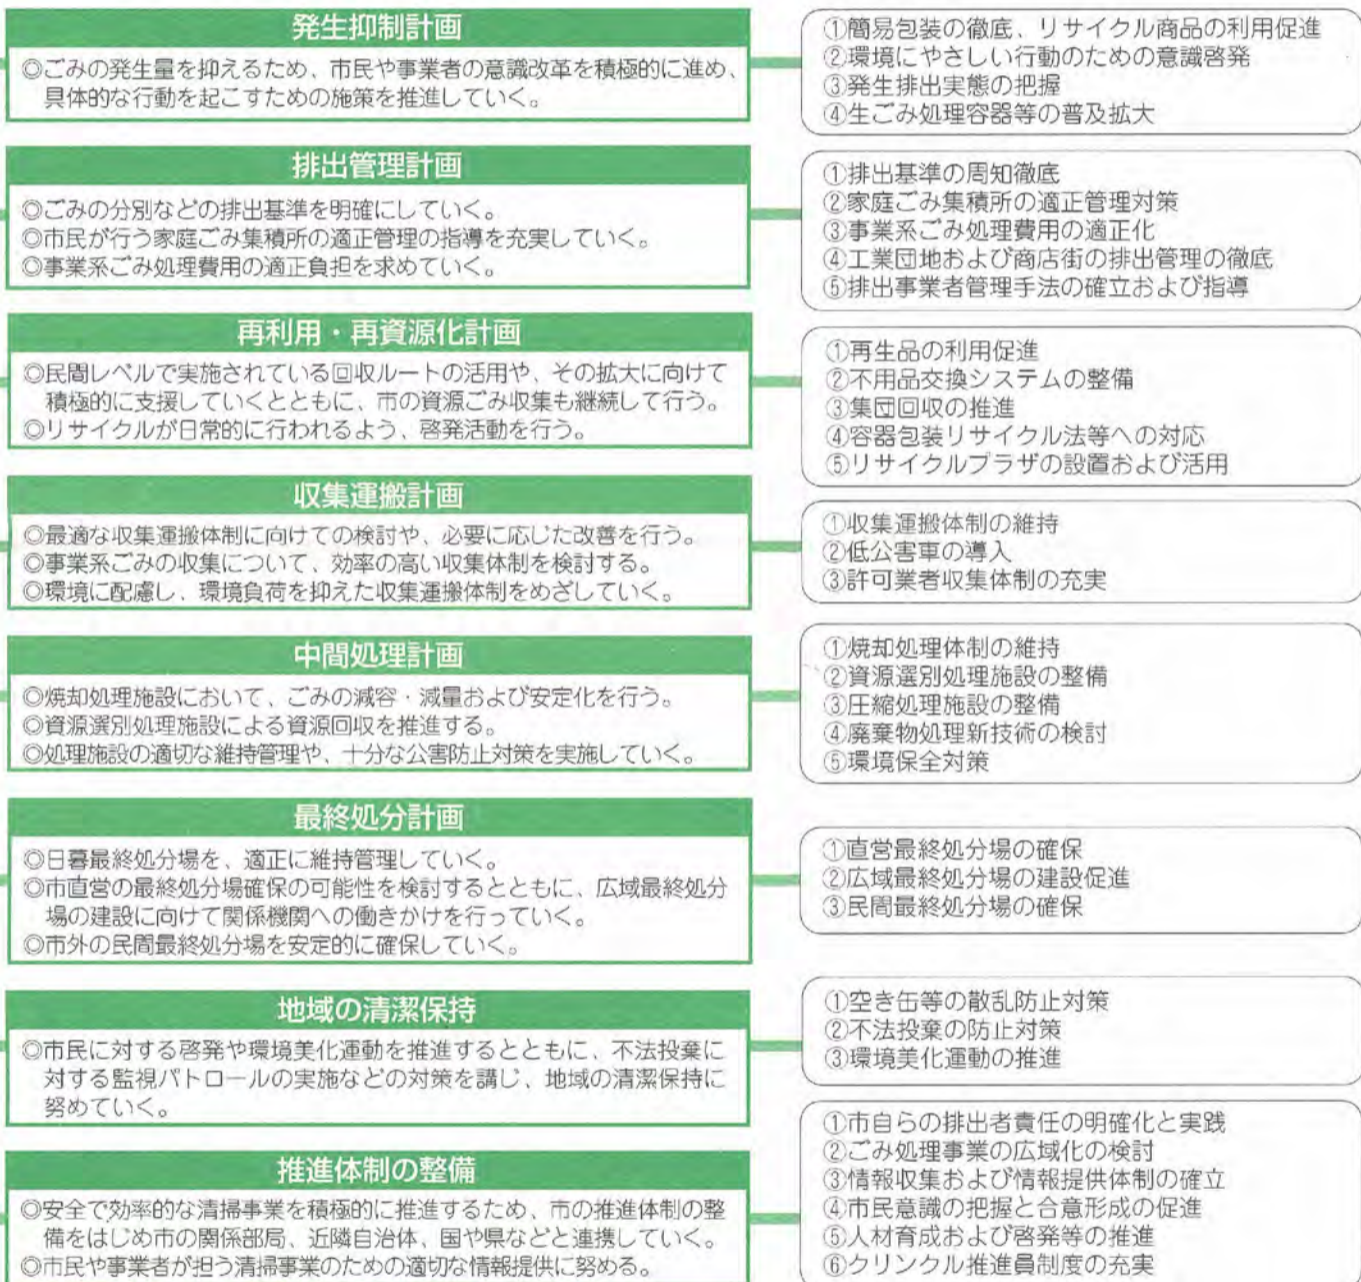 発生抑制計画
◎ごみの発生量を抑えるため、市民や事業者の意識改革を積極的に進め、
具体的な行動を起こすための施策を推進していく。
①簡易包装の徹底、リサイクル商品の利用促進
②環境にやさしい行動のための意識啓発
③発生排出実態の把握
④生ごみ処理容器等の普及拡大
排出管理計画
◎ごみの分別などの排出基準を明確にしていく。
◎市民が行う家庭ごみ集積所の適正管理の指導を充実していく。
◎事業系ごみ処理費用の適正負担を求めていく。
①排出基準の周知徹底
②家庭ごみ集積所の適正管理対策
③事業系ごみ処理費用の適正化
④工業団地および商店街の排出管理の徹底
⑤排出事業者管理手法の確立および指導
再利用・再資源化計画
◎民間レベルで実施されている回収ルートの活用や、その拡大に向けて
積極的に支援していくとともに、市の資源ごみ収集も継続して行う。
◎リサイクルが日常的に行われるよう、啓発活動を行う。
①再生品の利用促進
②不用品交換システムの整備
③集団回収の推進
④容器包装リサイクル法等への対応
⑤リサイクルプラザの設置および活用
収集運搬計画
◎最適な収集運搬体制に向けての検討や、必要に応じた改善を行う。
◎事業系ごみの収集について、効率の高い収集体制を検討する。
◎環境に配慮し、環境負荷を抑えた収集運搬体制をめざしていく。
①収集運搬体制の維持
②低公害車の導入
③許可業者収集体制の充実
中間処理計画
◎焼却処理施設において、ごみの減容・減量および安定化を行う。
◎資源選別処理施設による資源回収を推進する。
◎処理施設の適切な維持管理や、十分な公害防止対策を実施していく。
①焼却処理体制の維持
②資源選別処理施設の整備
③圧縮処理施設の整備
④廃棄物処理新技術の検討
⑤環境保全対策
最終処分計画
◎日暮最終処分場を、適正に維持管理していく。
◎市直営の最終処分場確保の可能性を検討するとともに、広域最終処分
場の建設に向けて関係機関への働きかけを行っていく。
◎市外の民間最終処分場を安定的に確保していく。
①直営最終処分場の確保
②広域最終処分場の建設促進
③民間最終処分場の確保
地域の清潔保持
◎市民に対する啓発や環境美化運動を推進するとともに、不法投棄に
対する監視パトロールの実施などの対策を講じ、地域の清潔保持に
努めていく。
①空き缶等の散乱防止対策
②不法投棄の防止対策
③環境美化運動の推進
推進体制の整備
◎安全で効率的な清掃事業を積極的に推進するため、市の推進体制の整
備をはじめ市の関係部局、近隣自治体、国や県などと連携していく。
◎市民や事業者が担う清掃事業のための適切な情報提供に努める。
①市自らの排出者責任の明確化と実践
②ごみ処理事業の広域化の検討
③情報収集および情報提供体制の確立
④市民意識の把握と合意形成の促進
⑤人材育成および啓発等の推進
⑥クリンクル推進員制度の充実